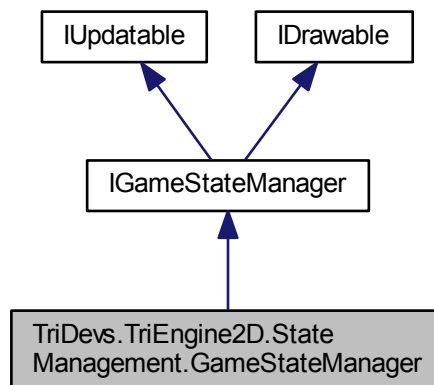 IUpdatable
IDrawable
IGameStateManager
TriDevs.TriEngine2D.State
Management.GameStateManager